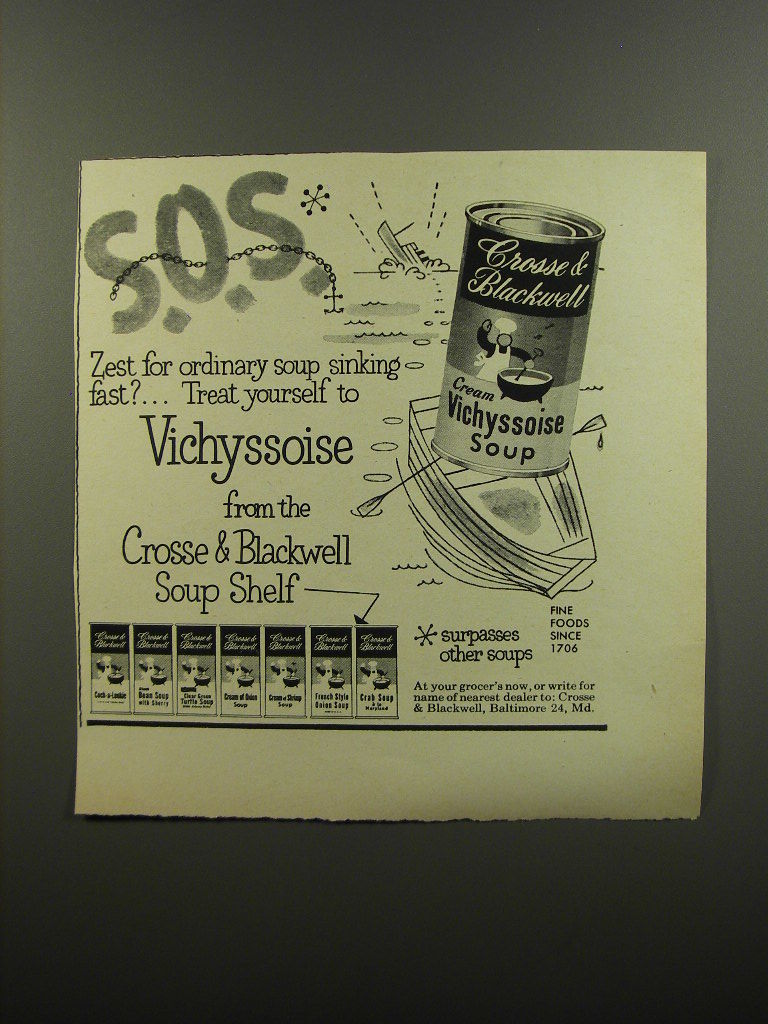 S.O.S.
Zest for ordinary soup sinking
fast?... Treat yourself to
Vichyssoise
from the
Crosse & Blackwell
Soup Shelf
Crosse &
Blackwell
Cream
Vichyssoise
Soup
Crosse &
Blackwell
Cock-a-Leekie
Crosse &
Blackwell
Bean Soup
with Sherry
Crosse &
Blackwell
Clear Green
Turtle Soup
Crosse &
Blackwell
Cream of Onion
Soup
Crosse &
Blackwell
Cream of Shrimp
Soup
Crosse &
Blackwell
French Style
Onion Soup
Crosse &
Blackwell
Crab Soup
à la
Maryland
surpasses
other soups
FINE
FOODS
SINCE
1706
At your grocer's now, or write for
name of nearest dealer to: Crosse
& Blackwell, Baltimore 24, Md.